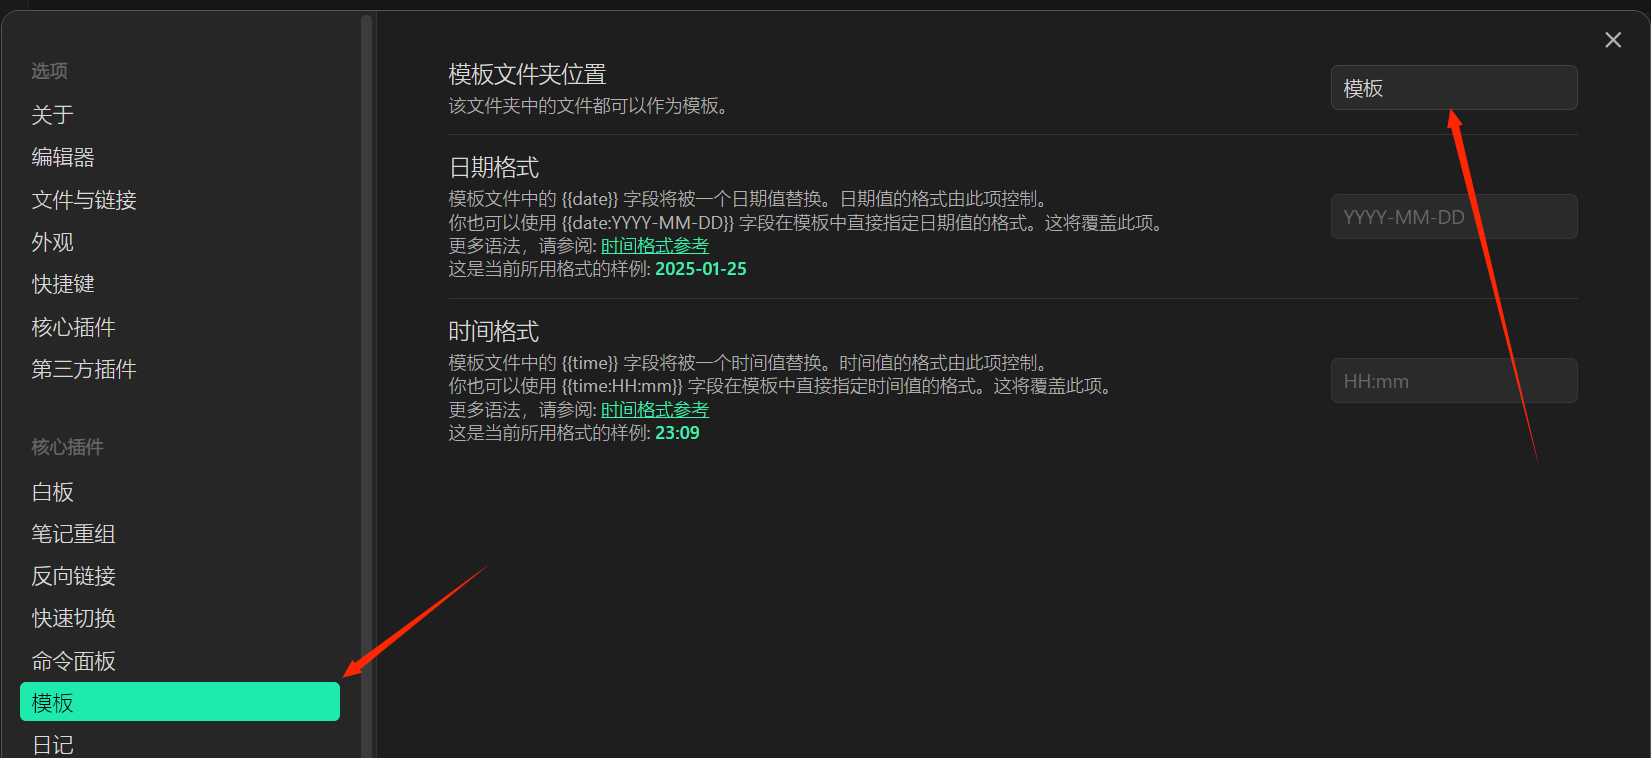 选项
关于
编辑器
文件与链接
外观
快捷键
核心插件
第三方插件
核心插件
白板
笔记重组
反向链接
快速切换
命令面板
模板
日记
模板文件夹位置
该文件夹中的文件都可以作为模板。
模板
日期格式
模板文件中的 {{date}} 字段将被一个日期值替换。日期值的格式由此项控制。
你也可以使用 {{date:YYYY-MM-DD}} 字段在模板中直接指定日期值的格式。这将覆盖此项。
更多语法，请参阅: 时间格式参考
这是当前所用格式的样例: 2025-01-25
YYYY-MM-DD
时间格式
模板文件中的 {{time}} 字段将被一个时间值替换。时间值的格式由此项控制。
你也可以使用 {{time:HH:mm}} 字段在模板中直接指定时间值的格式。这将覆盖此项。
更多语法，请参阅: 时间格式参考
这是当前所用格式的样例: 23:09
HH:mm